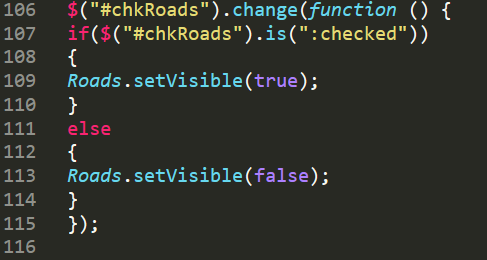 106 $("#chkRoads").change(function () {
107 if($("#chkRoads").is(":checked"))
108 {
109 Roads.setVisible(true);
110 }
111 else
112 {
113 Roads.setVisible(false);
114 }
115 });
116